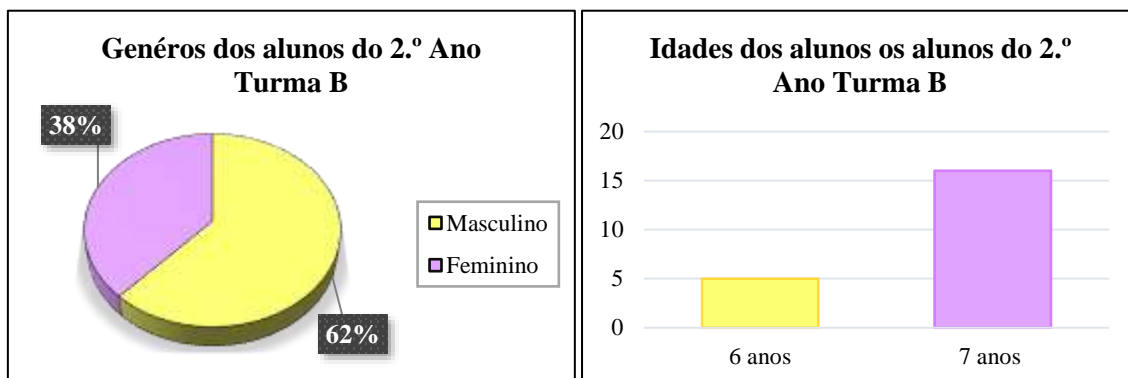 Genéros dos alunos do 2.º Ano
Turma B
38%
62%
Masculino
Feminino
Idades dos alunos os alunos do 2.º
Ano Turma B
20
15
10
5
0
6 anos
7 anos